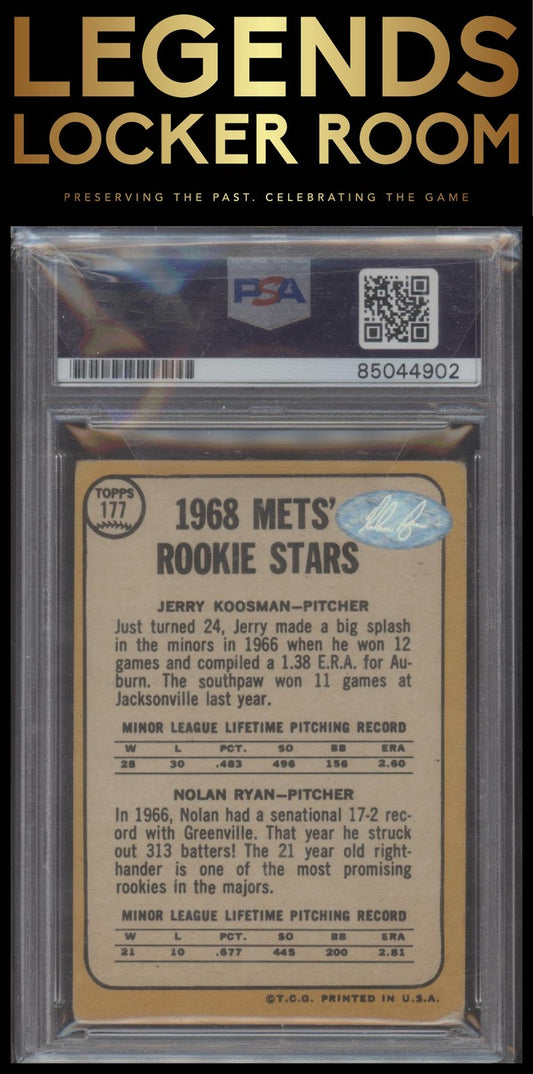 LEGENDS
LOCKER ROOM
PRESERVING THE PAST. CELEBRATING THE GAME
PSA
85044902
TOPPS
177
1968 METS'
ROOKIE STARS
JERRY KOOSMAN—PITCHER
Just turned 24, Jerry made a big splash
in the minors in 1966 when he won 12
games and compiled a 1.38 E.R.A. for Au-
burn. The southpaw won 11 games at
Jacksonville last year.
MINOR LEAGUE LIFETIME PITCHING RECORD
W L PCT. SO BB ERA
28 30 .483 496 156 2.60
NOLAN RYAN—PITCHER
In 1966, Nolan had a senational 17-2 rec-
ord with Greenville. That year he struck
out 313 batters! The 21 year old right-
hander is one of the most promising
rookies in the majors.
MINOR LEAGUE LIFETIME PITCHING RECORD
W L PCT. SO BB ERA
21 10 .677 445 200 2.81
©T.C.G. PRINTED IN U.S.A.